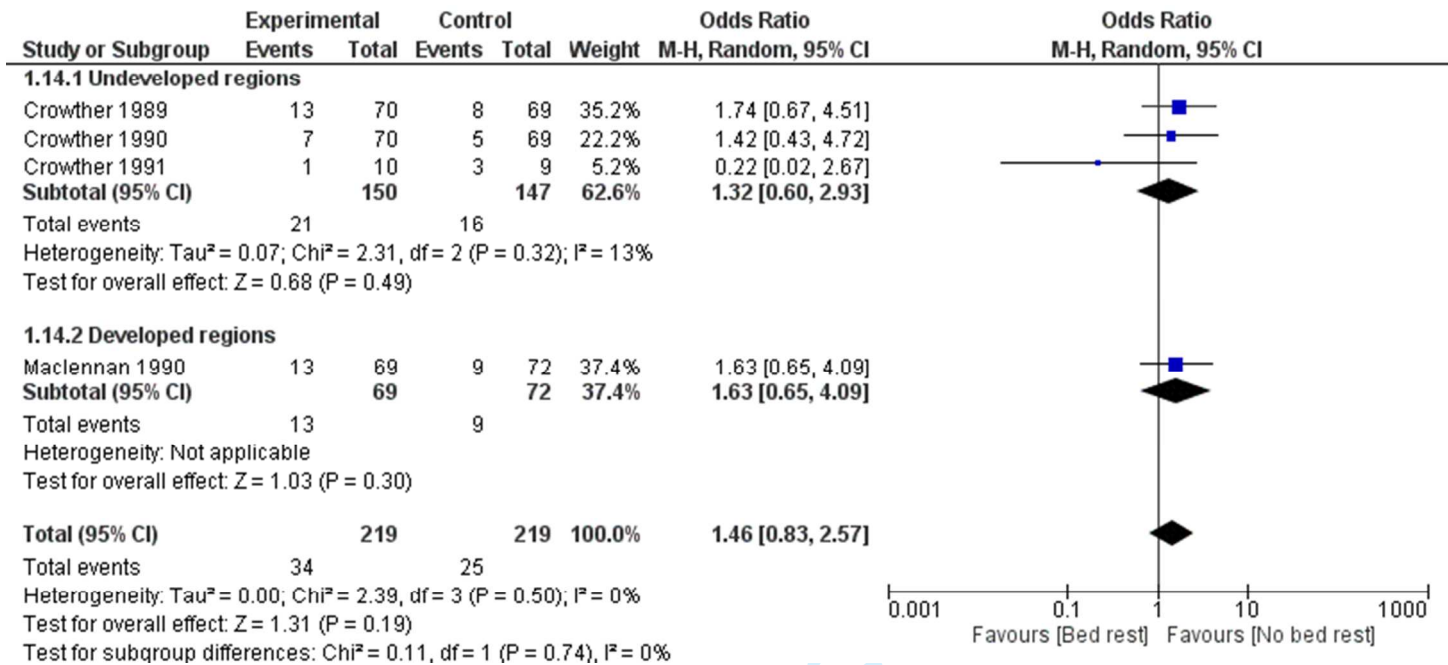 Experimental Control Odds Ratio Odds Ratio
Study or Subgroup Events Total Events Total Weight M-H, Random, 95% CI M-H, Random, 95% CI
1.14.1 Undeveloped regions
Crowther 1989 13 70 8 69 35.2% 1.74 [0.67, 4.51]
Crowther 1990 7 70 5 69 22.2% 1.42 [0.43, 4.72]
Crowther 1991 1 10 3 9 5.2% 0.22 [0.02, 2.67]
Subtotal (95% CI) 150 147 62.6% 1.32 [0.60, 2.93]
Total events 21 16
Heterogeneity: Tau² = 0.07; Chi² = 2.31, df = 2 (P = 0.32); I² = 13%
Test for overall effect: Z = 0.68 (P = 0.49)
1.14.2 Developed regions
Maclennan 1990 13 69 9 72 37.4% 1.63 [0.65, 4.09]
Subtotal (95% CI) 69 72 37.4% 1.63 [0.65, 4.09]
Total events 13 9
Heterogeneity: Not applicable
Test for overall effect: Z = 1.03 (P = 0.30)
Total (95% CI) 219 219 100.0% 1.46 [0.83, 2.57]
Total events 34 25
Heterogeneity: Tau² = 0.00; Chi² = 2.39, df = 3 (P = 0.50); I² = 0%
Test for overall effect: Z = 1.31 (P = 0.19)
Test for subgroup differences: Chi² = 0.11, df = 1 (P = 0.74), I² = 0%
0.001 0.1 1 10 1000
Favours [Bed rest] Favours [No bed rest]